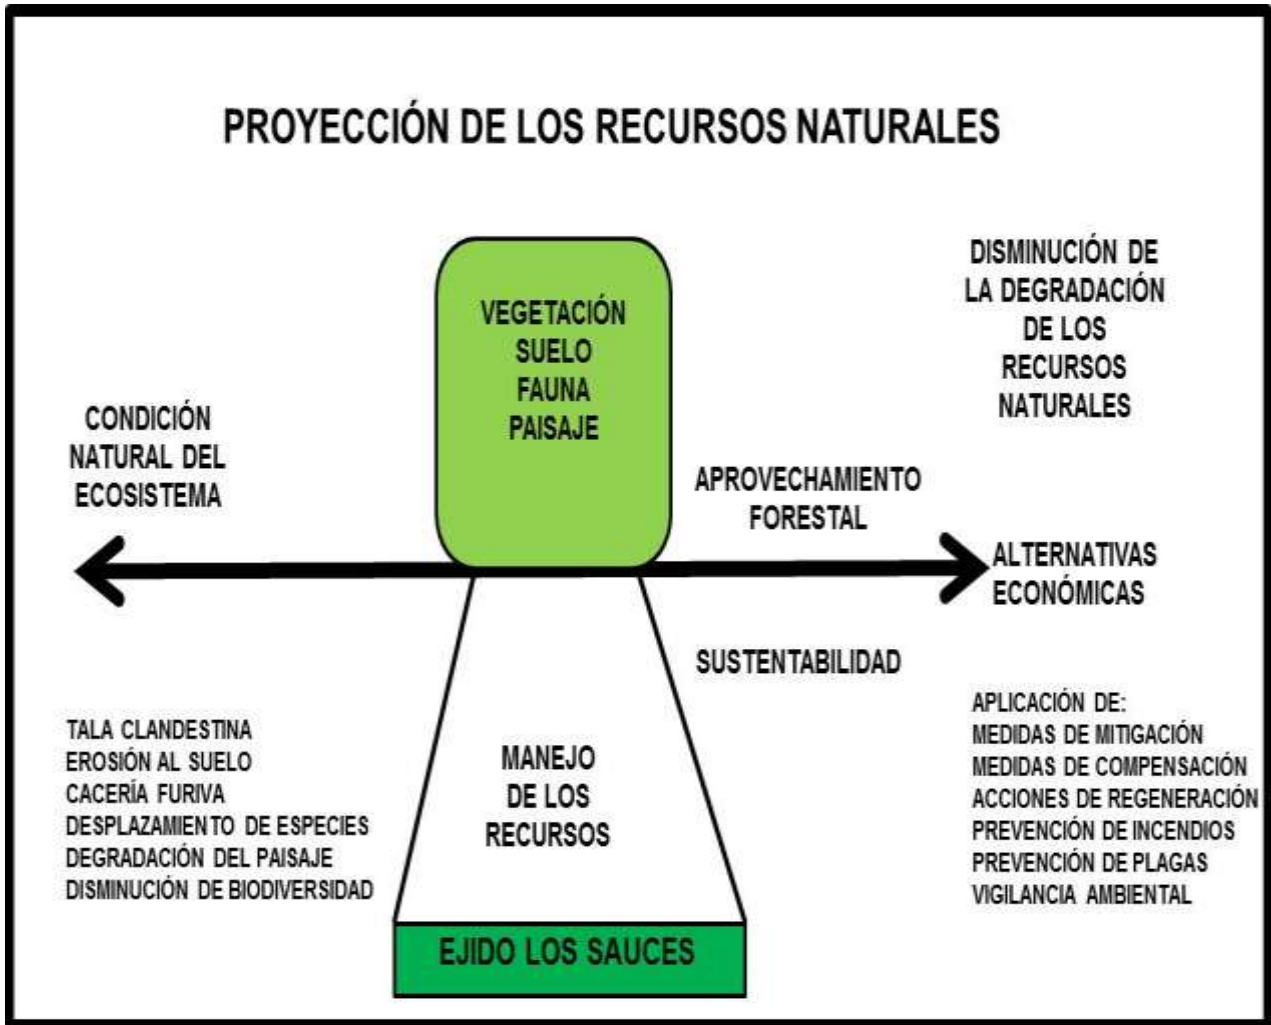 PROYECCIÓN DE LOS RECURSOS NATURALES
VEGETACIÓN
SUELO
FAUNA
PAISAJE
DISMINUCIÓN DE
LA DEGRADACIÓN
DE LOS
RECURSOS
NATURALES
CONDICIÓN
NATURAL DEL
ECOSISTEMA
APROVECHAMIENTO
FORESTAL
ALTERNATIVAS
ECONÓMICAS
SUSTENTABILIDAD
TALA CLANDESTINA
EROSIÓN AL SUELO
CACERÍA FURIVA
DESPLAZAMIENTO DE ESPECIES
DEGRADACIÓN DEL PAISAJE
DISMINUCIÓN DE BIODIVERSIDAD
MANEJO
DE LOS
RECURSOS
APLICACIÓN DE:
MEDIDAS DE MITIGACIÓN
MEDIDAS DE COMPENSACIÓN
ACCIONES DE REGENERACIÓN
PREVENCIÓN DE INCENDIOS
PREVENCIÓN DE PLAGAS
VIGILANCIA AMBIENTAL
EJIDO LOS SAUCES